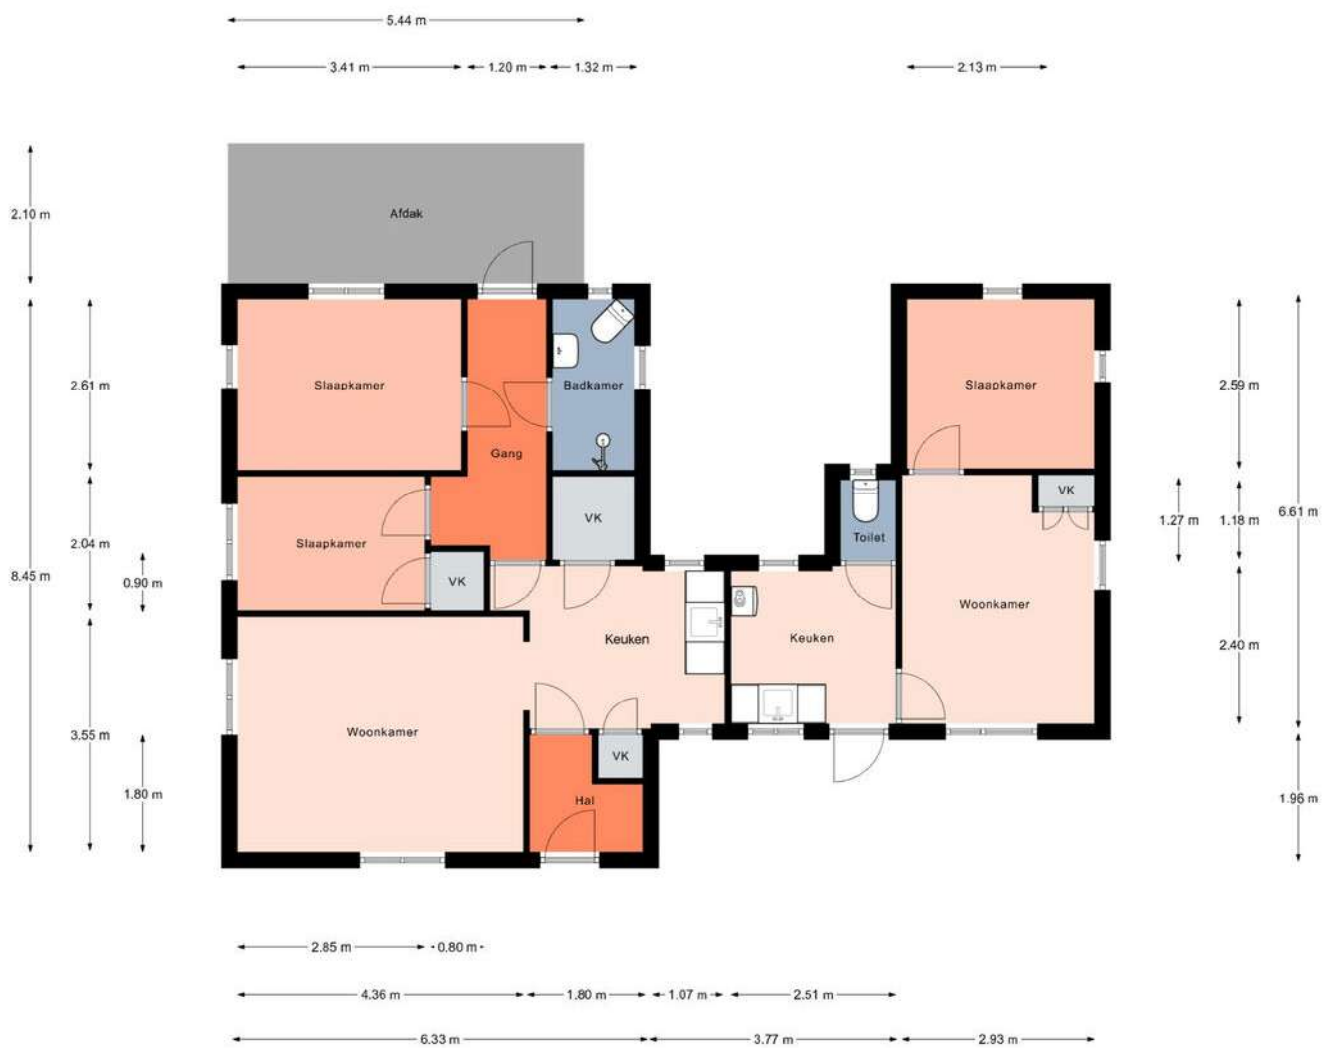 5.44 m
3.41 m
1.20 m
1.32 m
2.13 m
2.10 m
Afdak
2.61 m
Slaapkamer
Badkamer
Slaapkamer
2.59 m
Gang
VK
6.61 m
1.27 m
1.18 m
VK
Toilet
2.04 m
Slaapkamer
8.45 m
0.90 m
VK
Woonkamer
Keuken
Keuken
2.40 m
3.55 m
Woonkamer
VK
1.80 m
Hal
1.96 m
2.85 m
0.80 m
4.36 m
1.80 m
1.07 m
2.51 m
6.33 m
3.77 m
2.93 m